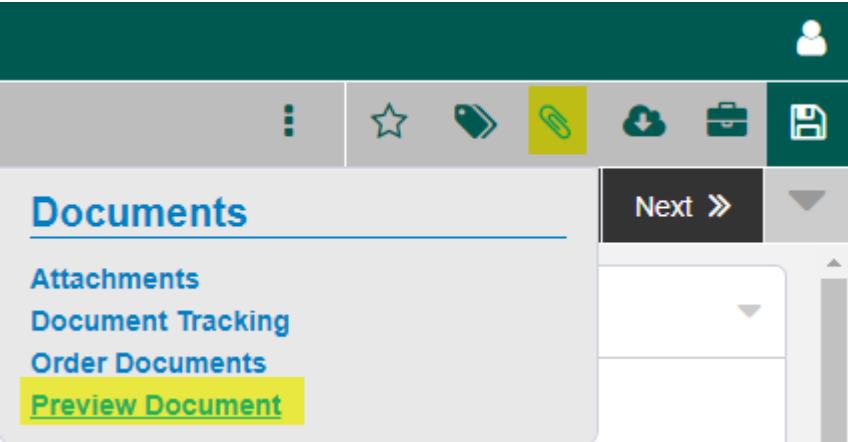 Documents
Next
Attachments
Document Tracking
Order Documents
Preview Document